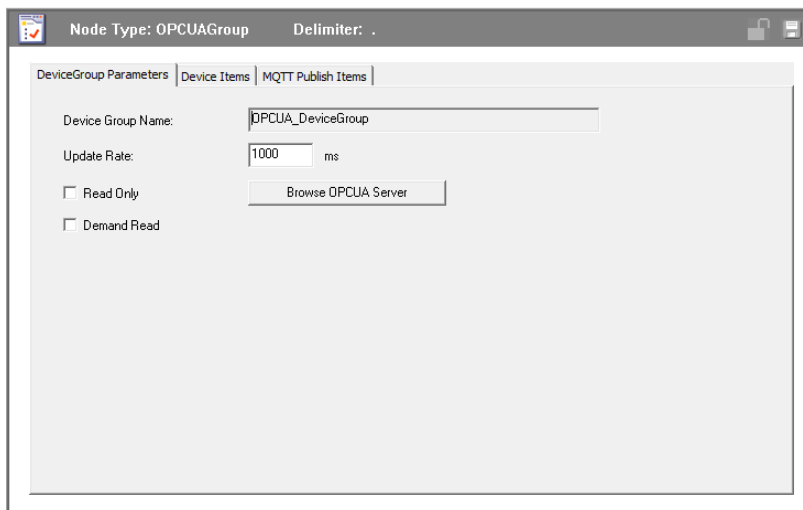 Node Type: OPCUAGroup Delimiter: .
DeviceGroup Parameters Device Items MQTT Publish Items
Device Group Name: OPCUA_DeviceGroup
Update Rate: 1000 ms
Read Only Browse OPCUA Server
Demand Read